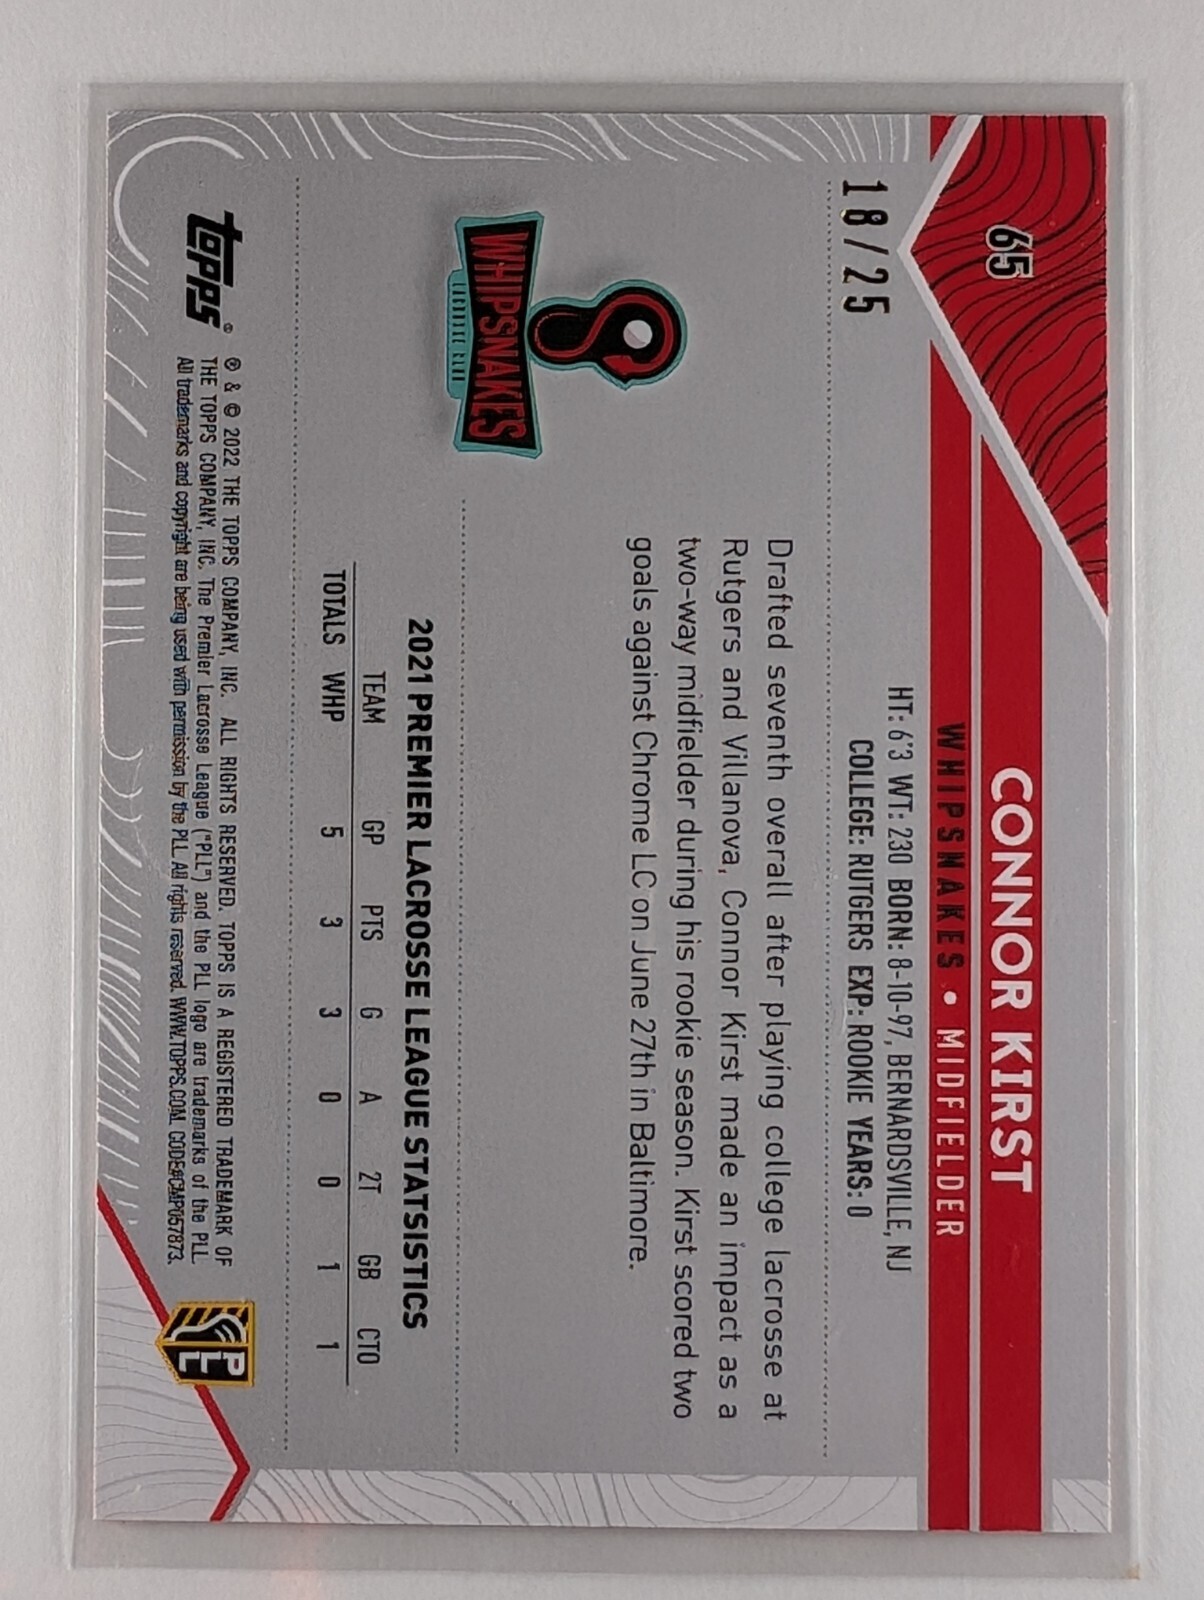 65
CONNOR KIRST
WHIPSNAKES • MIDFIELDER
HT: 6'3 WT: 230 BORN: 8-10-97, BERNARDSVILLE, NJ
COLLEGE: RUTGERS EXP: ROOKIE YEARS: 0
18/25
Drafted seventh overall after playing college lacrosse at
Rutgers and Villanova, Connor Kirst made an impact as a
two-way midfielder during his rookie season. Kirst scored two
goals against Chrome LC on June 27th in Baltimore.
WHIPSNAKES
LACROSSE CLUB
2021 PREMIER LACROSSE LEAGUE STATSISTICS
TEAM GP PTS G A 2T GB CTO
TOTALS WHP 5 3 3 0 0 1 1
topps®
® & © 2022 THE TOPPS COMPANY, INC. ALL RIGHTS RESERVED. TOPPS IS A REGISTERED TRADEMARK OF
THE TOPPS COMPANY, INC. The Premier Lacrosse League ("PLL") and the PLL logo are trademarks of the PLL.
All trademarks and copyright are being used with permission by the PLL. All rights reserved. WWW.TOPPS.COM. CODE#CMP057873.
PLL